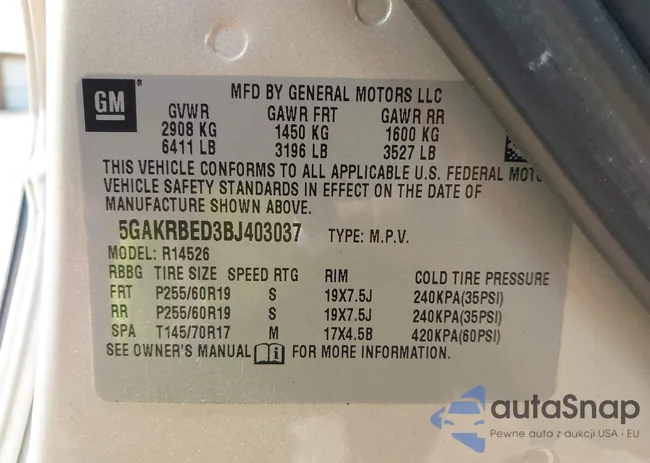 GM
MFD BY GENERAL MOTORS LLC
GVWR GAWR FRT GAWR RR
2908 KG 1450 KG 1600 KG
6411 LB 3196 LB 3527 LB
THIS VEHICLE CONFORMS TO ALL APPLICABLE U.S. FEDERAL
VEHICLE SAFETY STANDARDS IN EFFECT ON THE DATE OF
MANUFACTURE SHOWN ABOVE.
5GAKRBED3BJ403037 TYPE: M.P.V.
MODEL: R14526
RBBG TIRE SIZE SPEED RTG RIM COLD TIRE PRESSURE
FRT P255/60R19 S 19X7.5J 240KPA(35PSI)
RR P255/60R19 S 19X7.5J 240KPA(35PSI)
SPA T145/70R17 M 17X4.5B 420KPA(60PSI)
SEE OWNER'S MANUAL FOR MORE INFORMATION.
autaSnap
Pewne auta z aukcji USA i EU